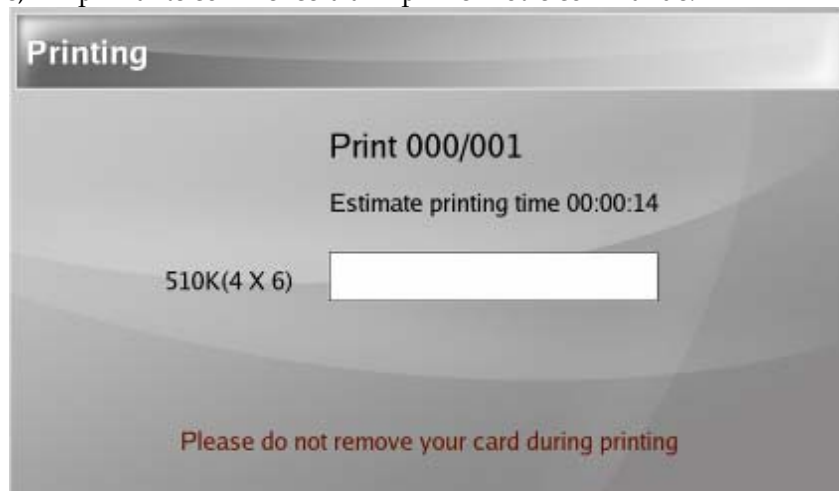 Printing
Print 000/001
Estimate printing time 00:00:14
510K(4 X 6)
Please do not remove your card during printing